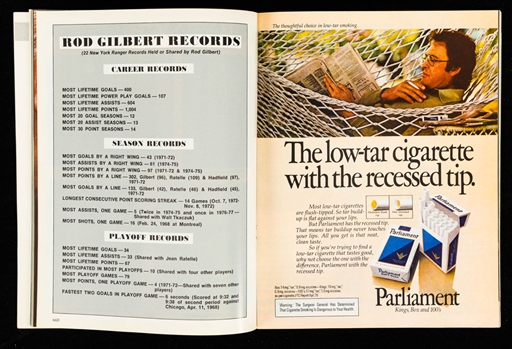 ROD GILBERT RECORDS
(22 New York Ranger Records Held or Shared by Rod Gilbert)
CAREER RECORDS
MOST LIFETIME GOALS — 400
MOST LIFETIME POWER PLAY GOALS — 107
MOST LIFETIME ASSISTS — 604
MOST LIFETIME POINTS — 1,004
MOST 20 GOAL SEASONS — 12
MOST 20 ASSIST SEASONS — 13
MOST 30 POINT SEASONS — 14
SEASON RECORDS
MOST GOALS BY A RIGHT WING — 43 (1971-72)
MOST ASSISTS BY A RIGHT WING — 61 (1974-75)
MOST POINTS BY A RIGHT WING — 97 (1971-72 & 1974-75)
MOST POINTS BY A LINE — 302, Gilbert (95), Ratelle (109) & Hadfield (97),
1971-72
MOST GOALS BY A LINE — 133, Gilbert (42), Ratelle (46) & Hadfield (45),
1971-72
LONGEST CONSECUTIVE POINT SCORING STREAK — 14 Games (Oct. 7, 1972-
Nov. 8, 1972)
MOST ASSISTS, ONE GAME — 5 (Twice in 1974-75 and once in 1976-77 —
Shared with Walt Tkaczuk)
MOST SHOTS, ONE GAME — 16 (Feb. 24, 1968 at Montreal)
PLAYOFF RECORDS
MOST LIFETIME GOALS — 34
MOST LIFETIME ASSISTS — 33 (Shared with Jean Ratelle)
MOST LIFETIME POINTS — 67
PARTICIPATED IN MOST PLAYOFFS — 10 (Shared with four other players)
MOST PLAYOFF GAMES — 79
MOST POINTS, ONE PLAYOFF GAME — 4 (1971-72—Shared with seven other
players)
FASTEST TWO GOALS IN PLAYOFF GAME — 6 seconds (Scored at 9:32 and
9:38 of second period against
Chicago, Apr. 11, 1968)
The thoughtful choice in low-tar smoking.
The low-tar cigarette
with the recessed tip.
Most low-tar cigarettes
are flush-tipped. So tar build-
up is flat against your lips.
But Parliament has the recessed tip.
That means tar buildup never touches
your lips. All you get is that neat,
clean taste.
So if you're trying to find a
low-tar cigarette that tastes good,
why not choose the one with the
difference, Parliament with the
recessed tip.
Parliament
Parliament
Warning: The Surgeon General Has Determined
That Cigarette Smoking Is Dangerous to Your Health.
Parliament
Kings, Box and 100's